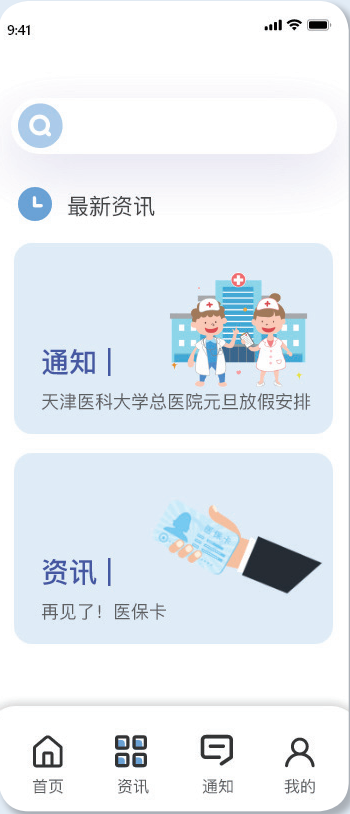 9:41
最新资讯
通知
天津医科大学总医院元旦放假安排
资讯
再见了！医保卡
首页 资讯 通知 我的